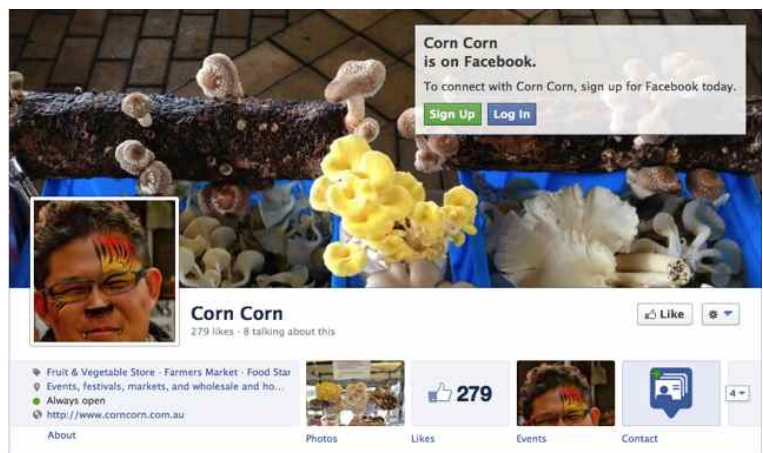 Corn Corn
is on Facebook.
To connect with Corn Corn, sign up for Facebook today.
Sign Up Log In
Corn Corn
279 likes · 8 talking about this
Like
Fruit & Vegetable Store · Farmers Market · Food Star
Events, festivals, markets, and wholesale and ho...
Always open
http://www.corncorn.com.au
About
279
4
Photos Likes Events Contact